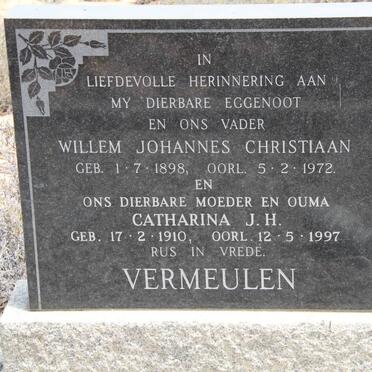 IN
LIEFDEVOLLE HERINNERING AAN
MY DIERBARE EGGENOOT
EN ONS VADER
WILLEM JOHANNES CHRISTIAAN
GEB. 1·7·1898, OORL. 5·2·1972.
EN
ONS DIERBARE MOEDER EN OUMA
CATHARINA J.H.
GEB. 17·2·1910, OORL. 12·5·1997
RUS IN VREDE.
VERMEULEN